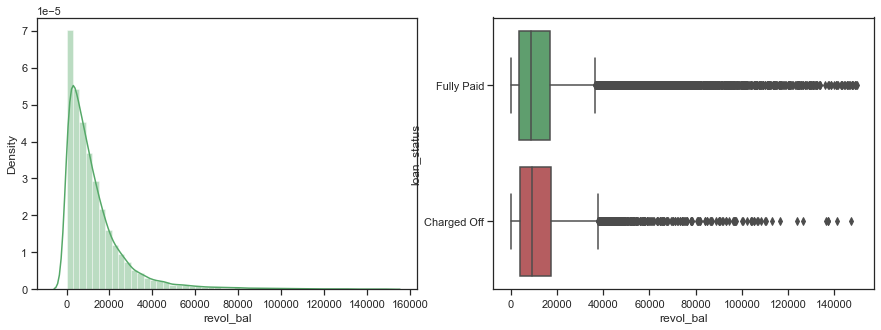 1e−5
7
6
5
4
3
2
1
0
Density
0 20000 40000 60000 80000 100000 120000 140000 160000
revol_bal
Fully Paid
Charged Off
loan_status
0 20000 40000 60000 80000 100000 120000 140000
revol_bal